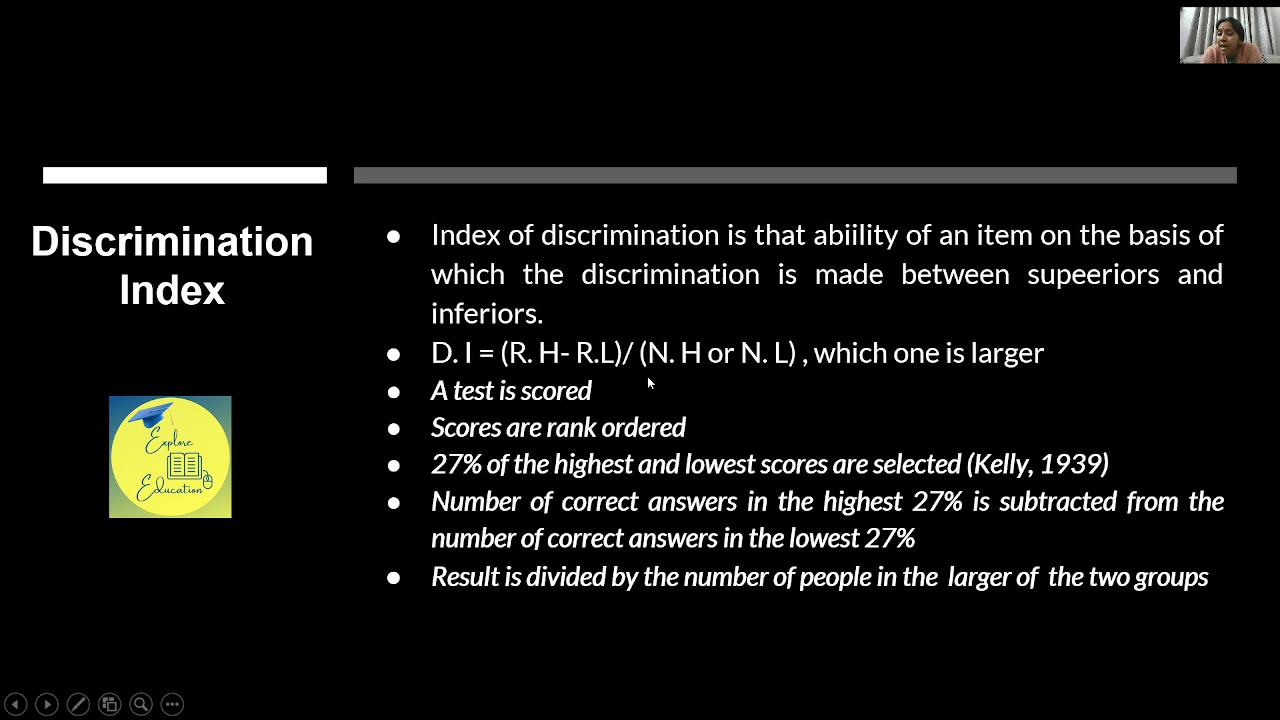 Discrimination
Index
Explore
Education
● Index of discrimination is that abiility of an item on the basis of
which the discrimination is made between supeeriors and
inferiors.
● D. I = (R. H- R.L)/ (N. H or N. L) , which one is larger
● A test is scored
● Scores are rank ordered
● 27% of the highest and lowest scores are selected (Kelly, 1939)
● Number of correct answers in the highest 27% is subtracted from the
number of correct answers in the lowest 27%
● Result is divided by the number of people in the larger of the two groups